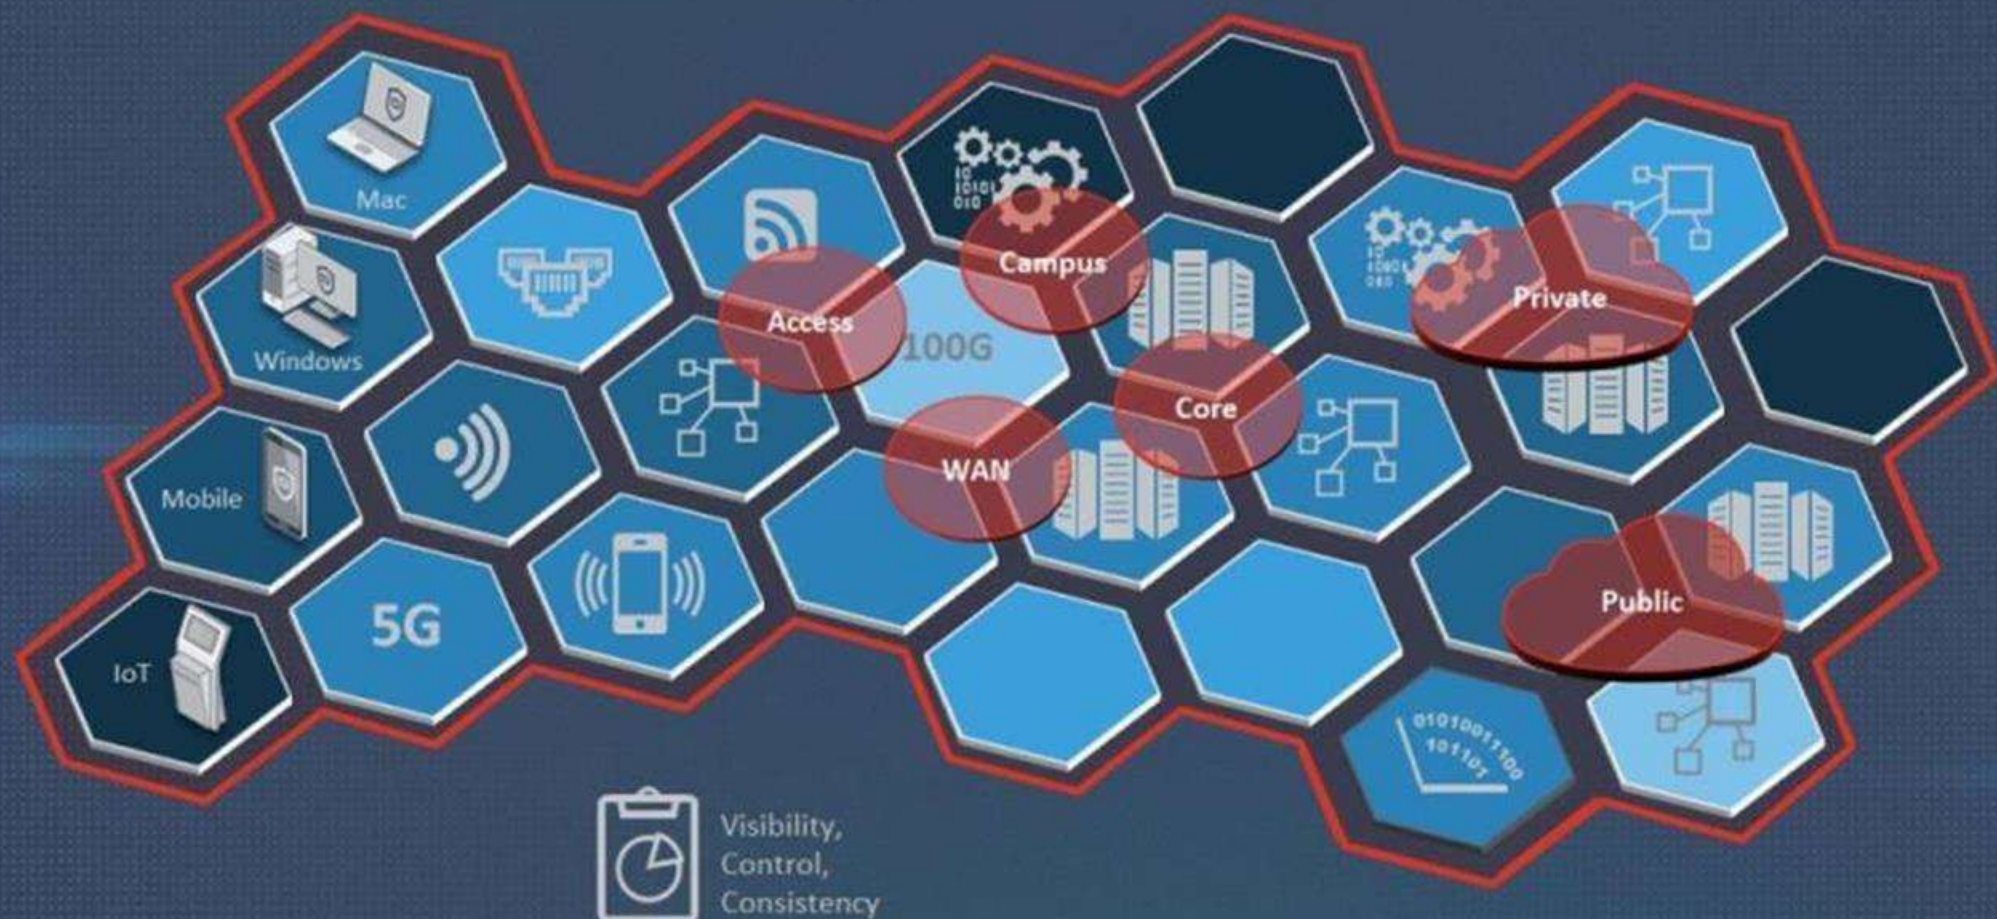 Mac
Windows
Mobile
IoT
5G
Access
100G
Campus
WAN
Core
Private
Public
Visibility,
Control,
Consistency